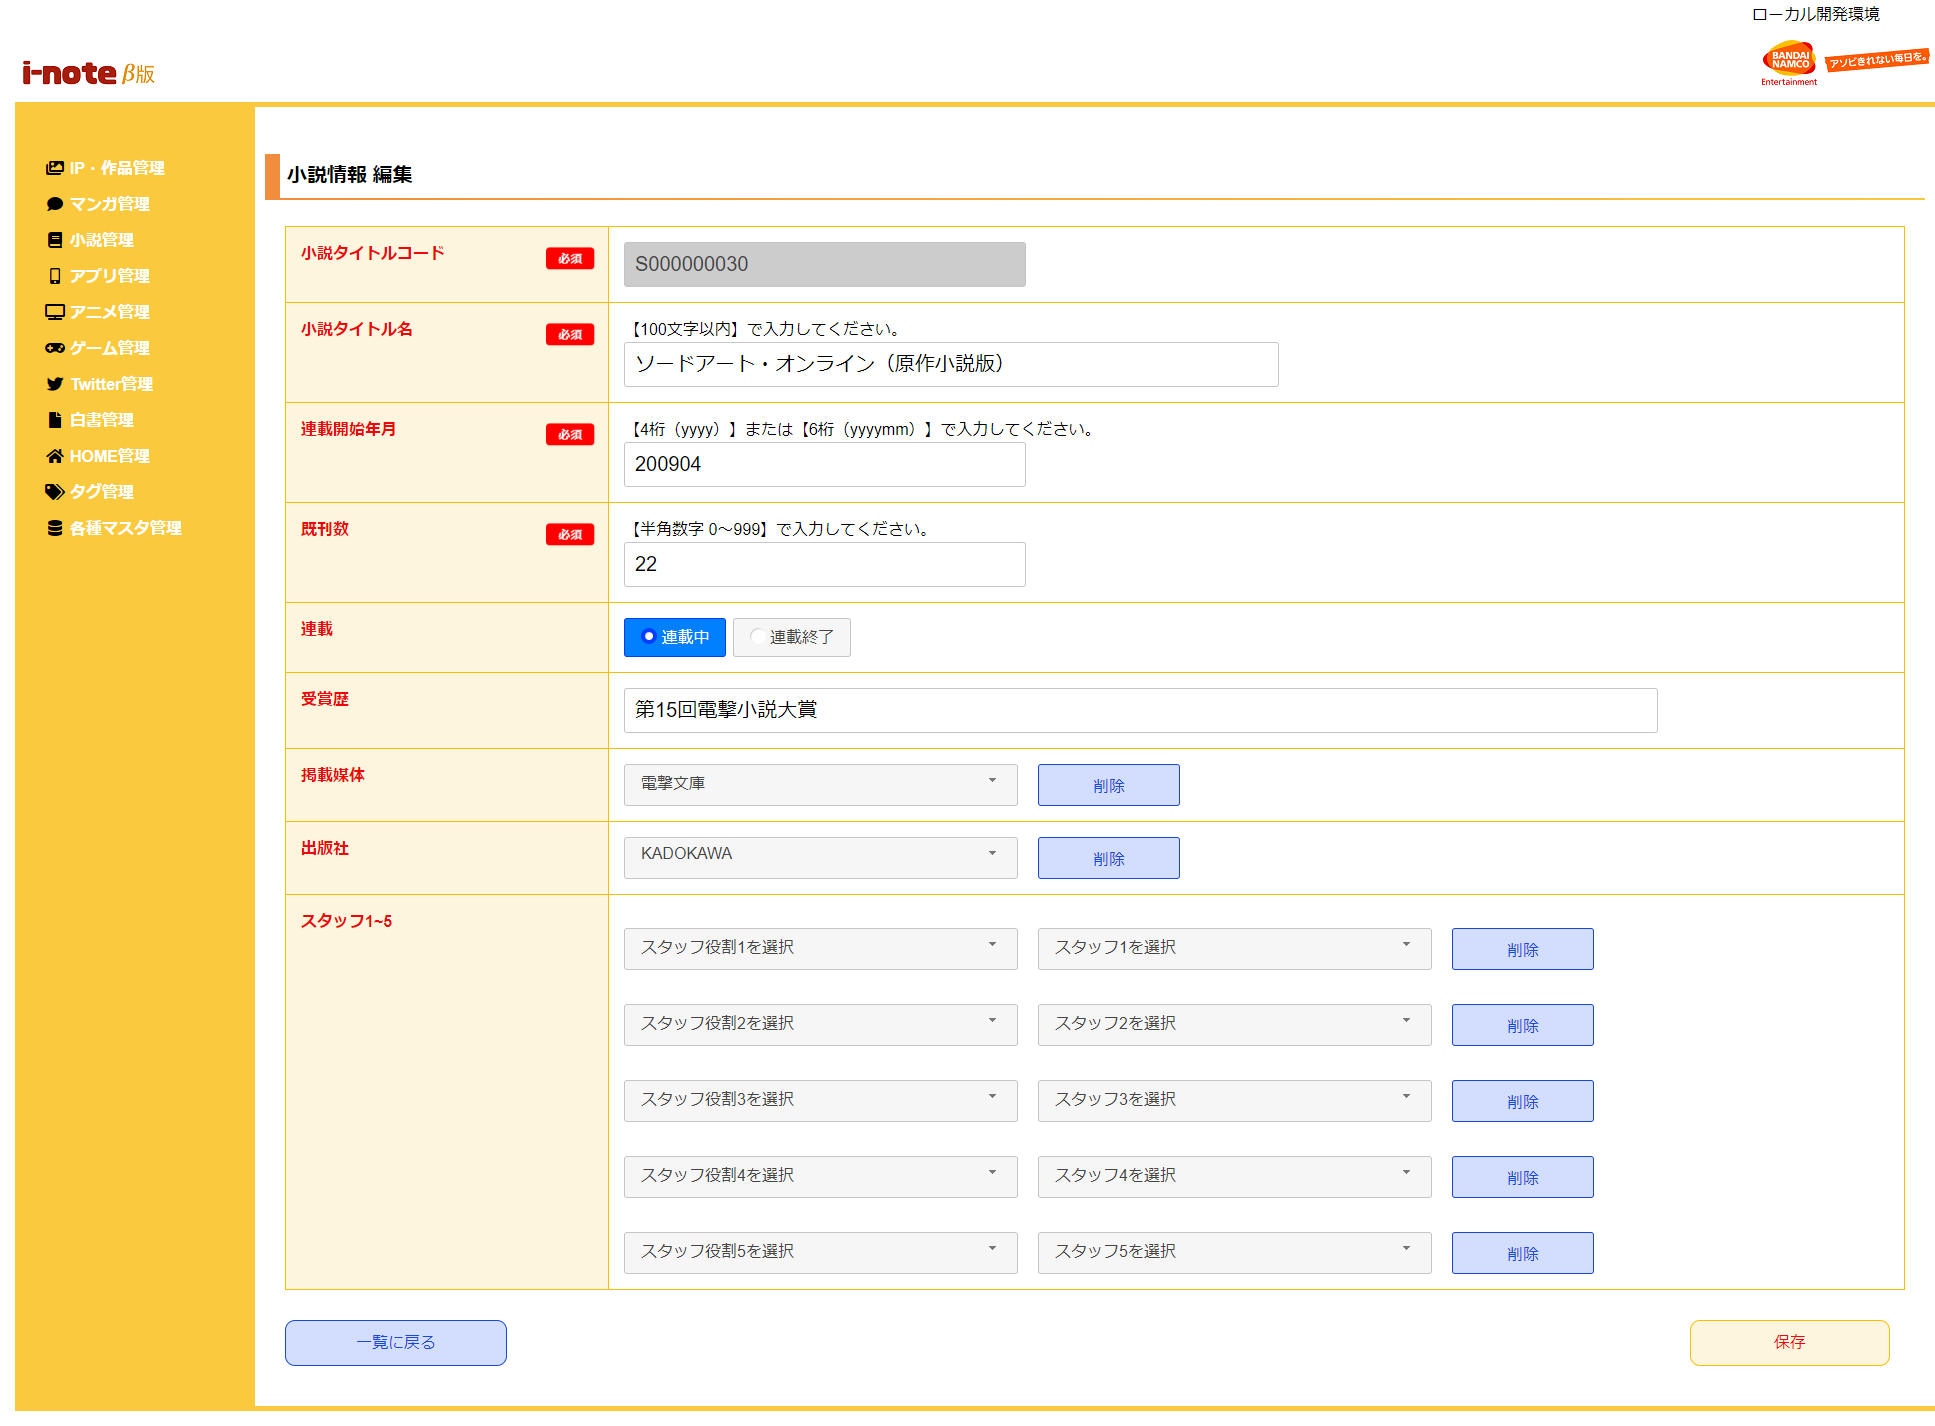 ローカル開発環境
i-note β版
BANDAI
NAMCO
Entertainment
アソビきれない毎日を。
IP・作品管理
マンガ管理
小説管理
アプリ管理
アニメ管理
ゲーム管理
Twitter管理
白書管理
HOME管理
タグ管理
各種マスタ管理
小説情報 編集
小説タイトルコード 必須
S000000030
小説タイトル名 必須
【100文字以内】で入力してください。
ソードアート・オンライン（原作小説版）
連載開始年月 必須
【4桁（yyyy）】または【6桁（yyyymm）】で入力してください。
200904
既刊数 必須
【半角数字 0～999】で入力してください。
22
連載
連載中 連載終了
受賞歴
第15回電撃小説大賞
掲載媒体
電撃文庫 削除
出版社
KADOKAWA 削除
スタッフ1~5
スタッフ役割1を選択 スタッフ1を選択 削除
スタッフ役割2を選択 スタッフ2を選択 削除
スタッフ役割3を選択 スタッフ3を選択 削除
スタッフ役割4を選択 スタッフ4を選択 削除
スタッフ役割5を選択 スタッフ5を選択 削除
一覧に戻る 保存